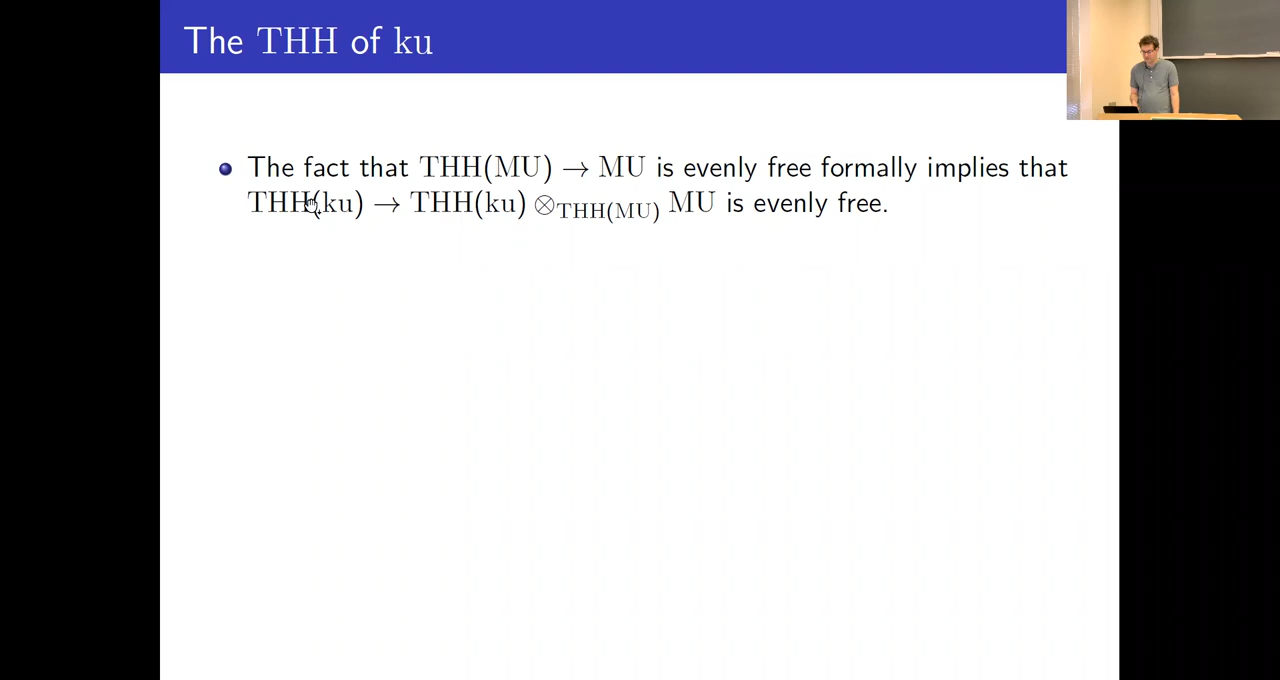 The THH of ku
The fact that THH(MU) → MU is evenly free formally implies that
THH(ku) → THH(ku) ⊗_{THH(MU)} MU is evenly free.